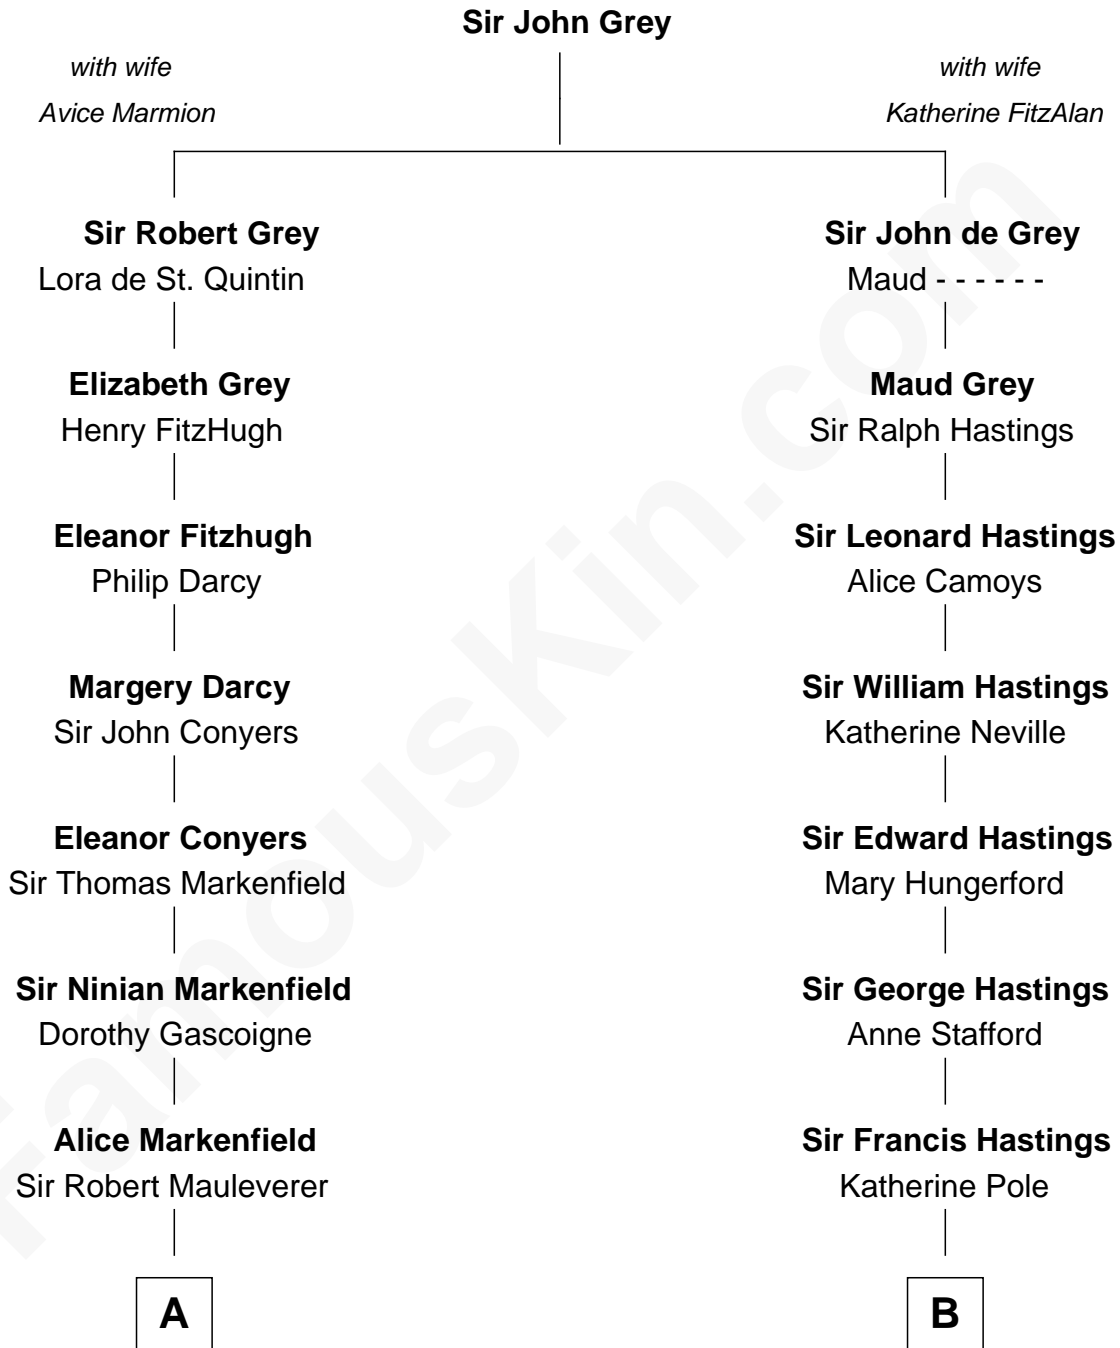 Sir John Grey
with wife
Avice Marmion
with wife
Katherine FitzAlan
Sir Robert Grey
Lora de St. Quintin
Sir John de Grey
Maud - - - - - -
Elizabeth Grey
Henry FitzHugh
Maud Grey
Sir Ralph Hastings
Eleanor Fitzhugh
Philip Darcy
Sir Leonard Hastings
Alice Camoys
Margery Darcy
Sir John Conyers
Sir William Hastings
Katherine Neville
Eleanor Conyers
Sir Thomas Markenfield
Sir Edward Hastings
Mary Hungerford
Sir Ninian Markenfield
Dorothy Gascoigne
Sir George Hastings
Anne Stafford
Alice Markenfield
Sir Robert Mauleverer
Sir Francis Hastings
Katherine Pole
A
B
FamousKin.com